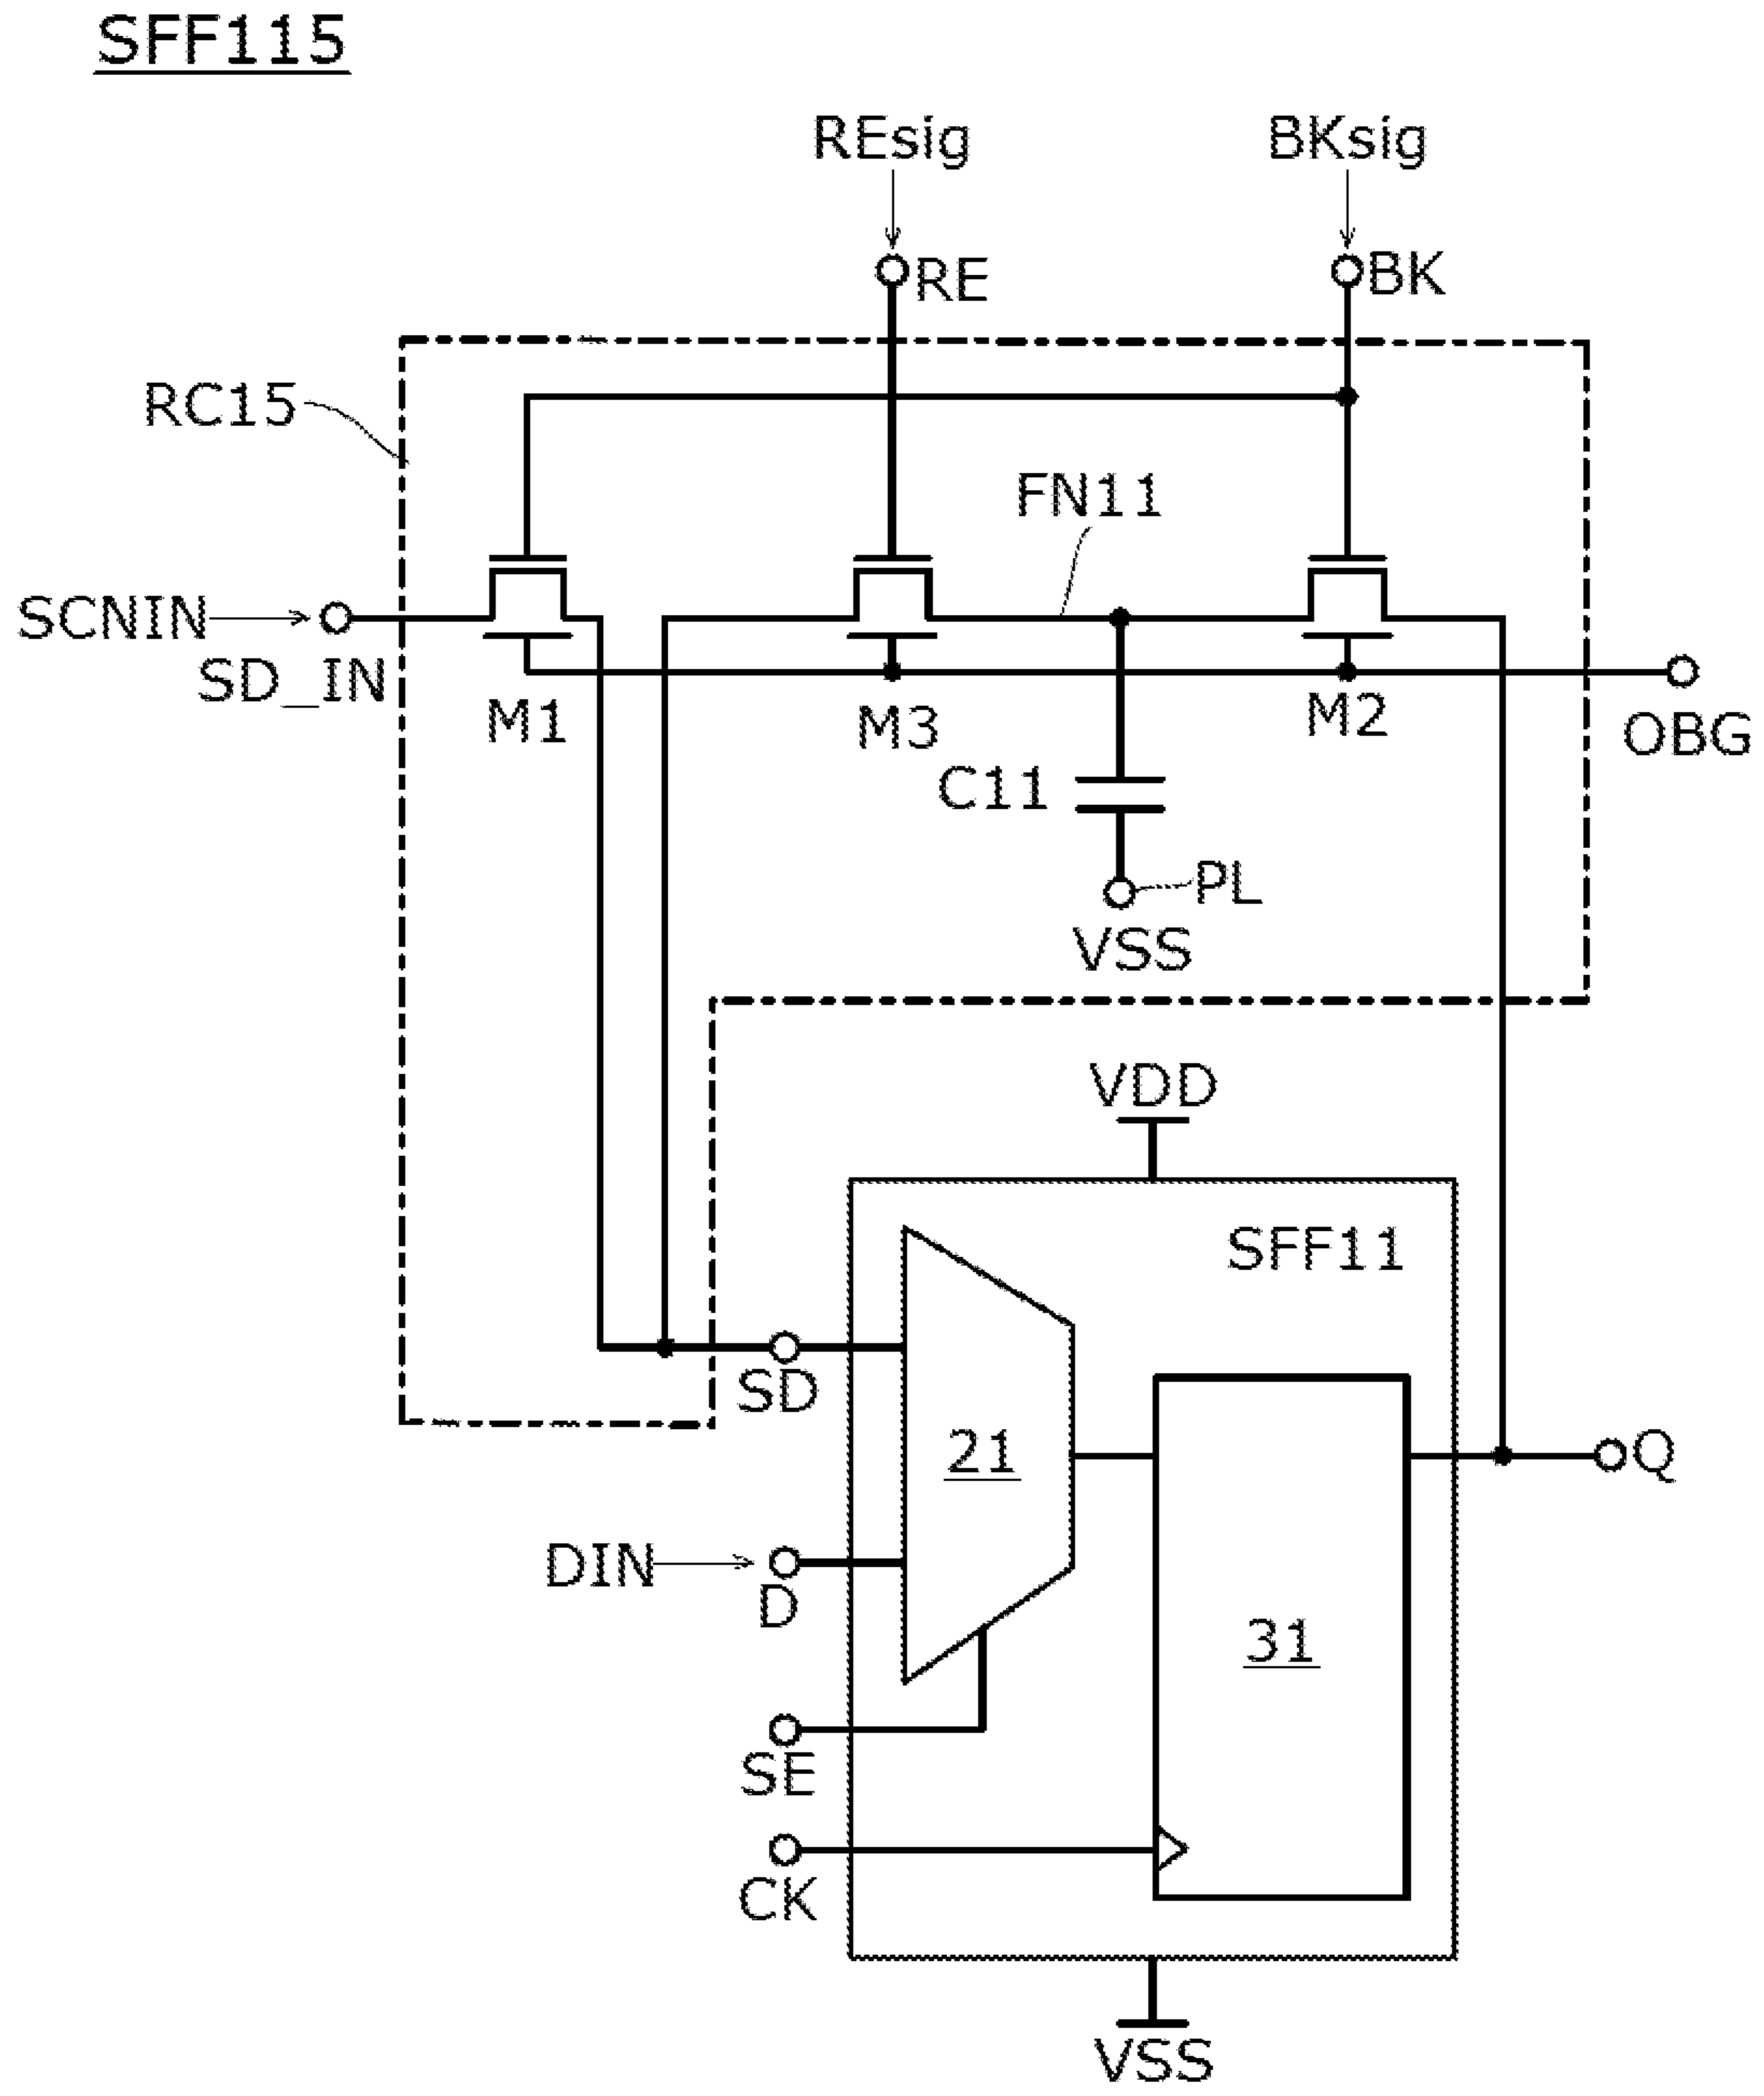 SFF115
REsig
BKsig
RE
BK
RC15
FN11
SCNIN
SD_IN
M1
M3
M2
OBG
C11
PL
VSS
VDD
SFF11
SD
21
Q
DIN
D
31
SE
CK
VSS